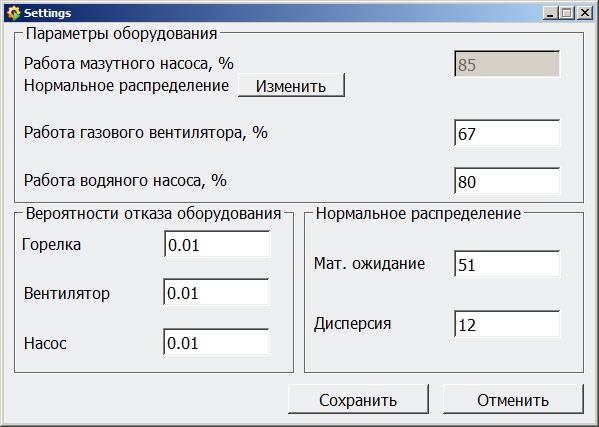 Settings
Параметры оборудования
Работа мазутного насоса, % 85
Нормальное распределение Изменить
Работа газового вентилятора, % 67
Работа водяного насоса, % 80
Вероятности отказа оборудования
Горелка 0.01
Вентилятор 0.01
Насос 0.01
Нормальное распределение
Мат. ожидание 51
Дисперсия 12
Сохранить Отменить